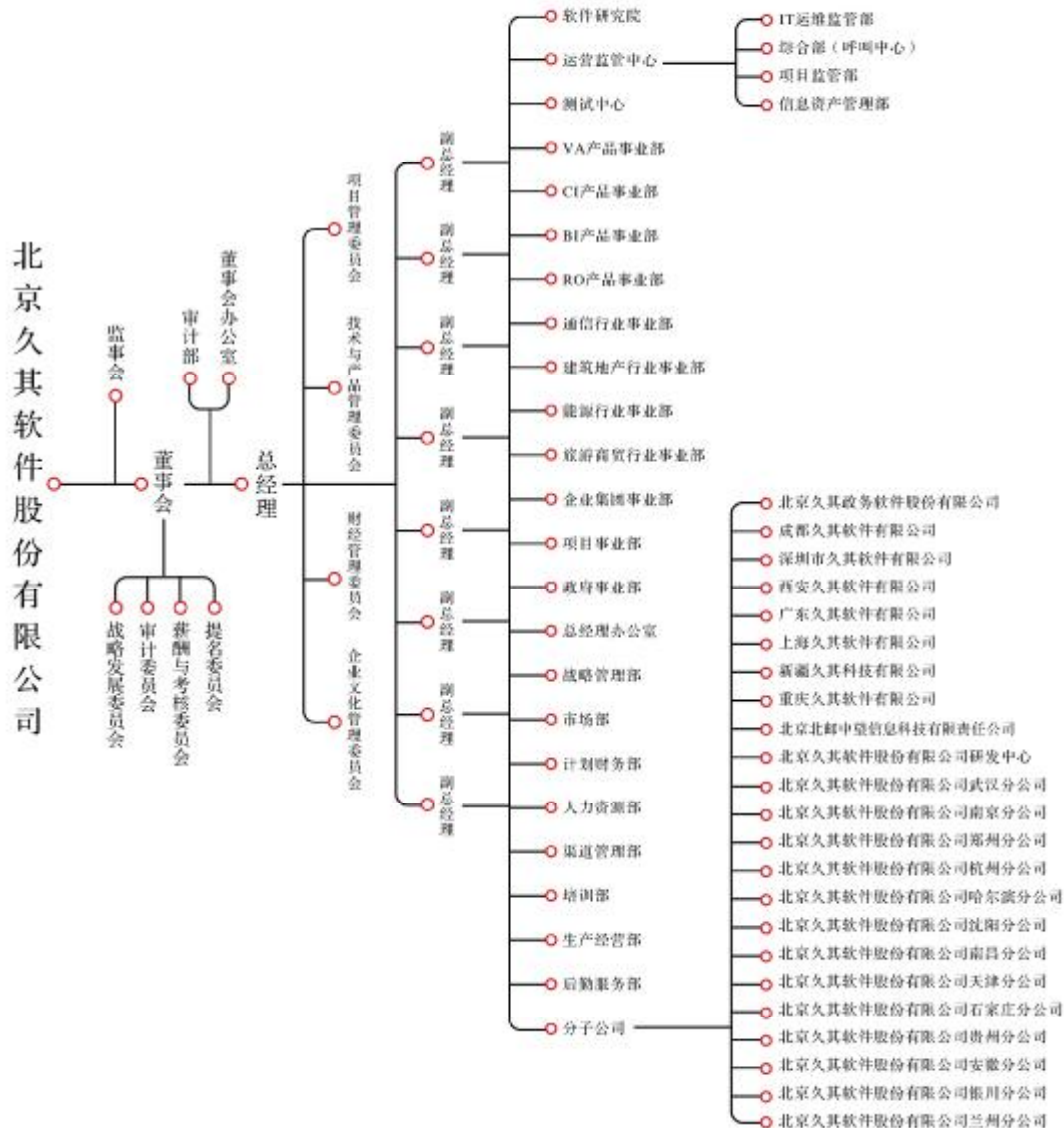 北京久其软件股份有限公司
监事会
董事会
战略发展委员会
审计委员会
薪酬与考核委员会
提名委员会
审计部
董事会办公室
总经理
项目管理委员会
技术与产品管理委员会
财经管理委员会
企业文化管理委员会
副总经理
副总经理
副总经理
副总经理
副总经理
副总经理
副总经理
副总经理
软件研究院
运营监管中心
测试中心
VA产品事业部
CI产品事业部
BI产品事业部
RO产品事业部
通信行业事业部
建筑地产行业事业部
能源行业事业部
旅游商贸行业事业部
企业集团事业部
项目事业部
政府事业部
总经理办公室
战略管理部
市场部
计划财务部
人力资源部
渠道管理部
培训部
生产经营部
后勤服务部
分子公司
IT运维监管部
综合部（呼叫中心）
项目监管部
信息资产管理部
北京久其政务软件股份有限公司
成都久其软件有限公司
深圳市久其软件有限公司
西安久其软件有限公司
广东久其软件有限公司
上海久其软件有限公司
新疆久其科技有限公司
重庆久其软件有限公司
北京北邮中望信息科技有限责任公司
北京久其软件股份有限公司研发中心
北京久其软件股份有限公司武汉分公司
北京久其软件股份有限公司南京分公司
北京久其软件股份有限公司郑州分公司
北京久其软件股份有限公司杭州分公司
北京久其软件股份有限公司哈尔滨分公司
北京久其软件股份有限公司沈阳分公司
北京久其软件股份有限公司南昌分公司
北京久其软件股份有限公司天津分公司
北京久其软件股份有限公司石家庄分公司
北京久其软件股份有限公司贵州分公司
北京久其软件股份有限公司安徽分公司
北京久其软件股份有限公司银川分公司
北京久其软件股份有限公司兰州分公司